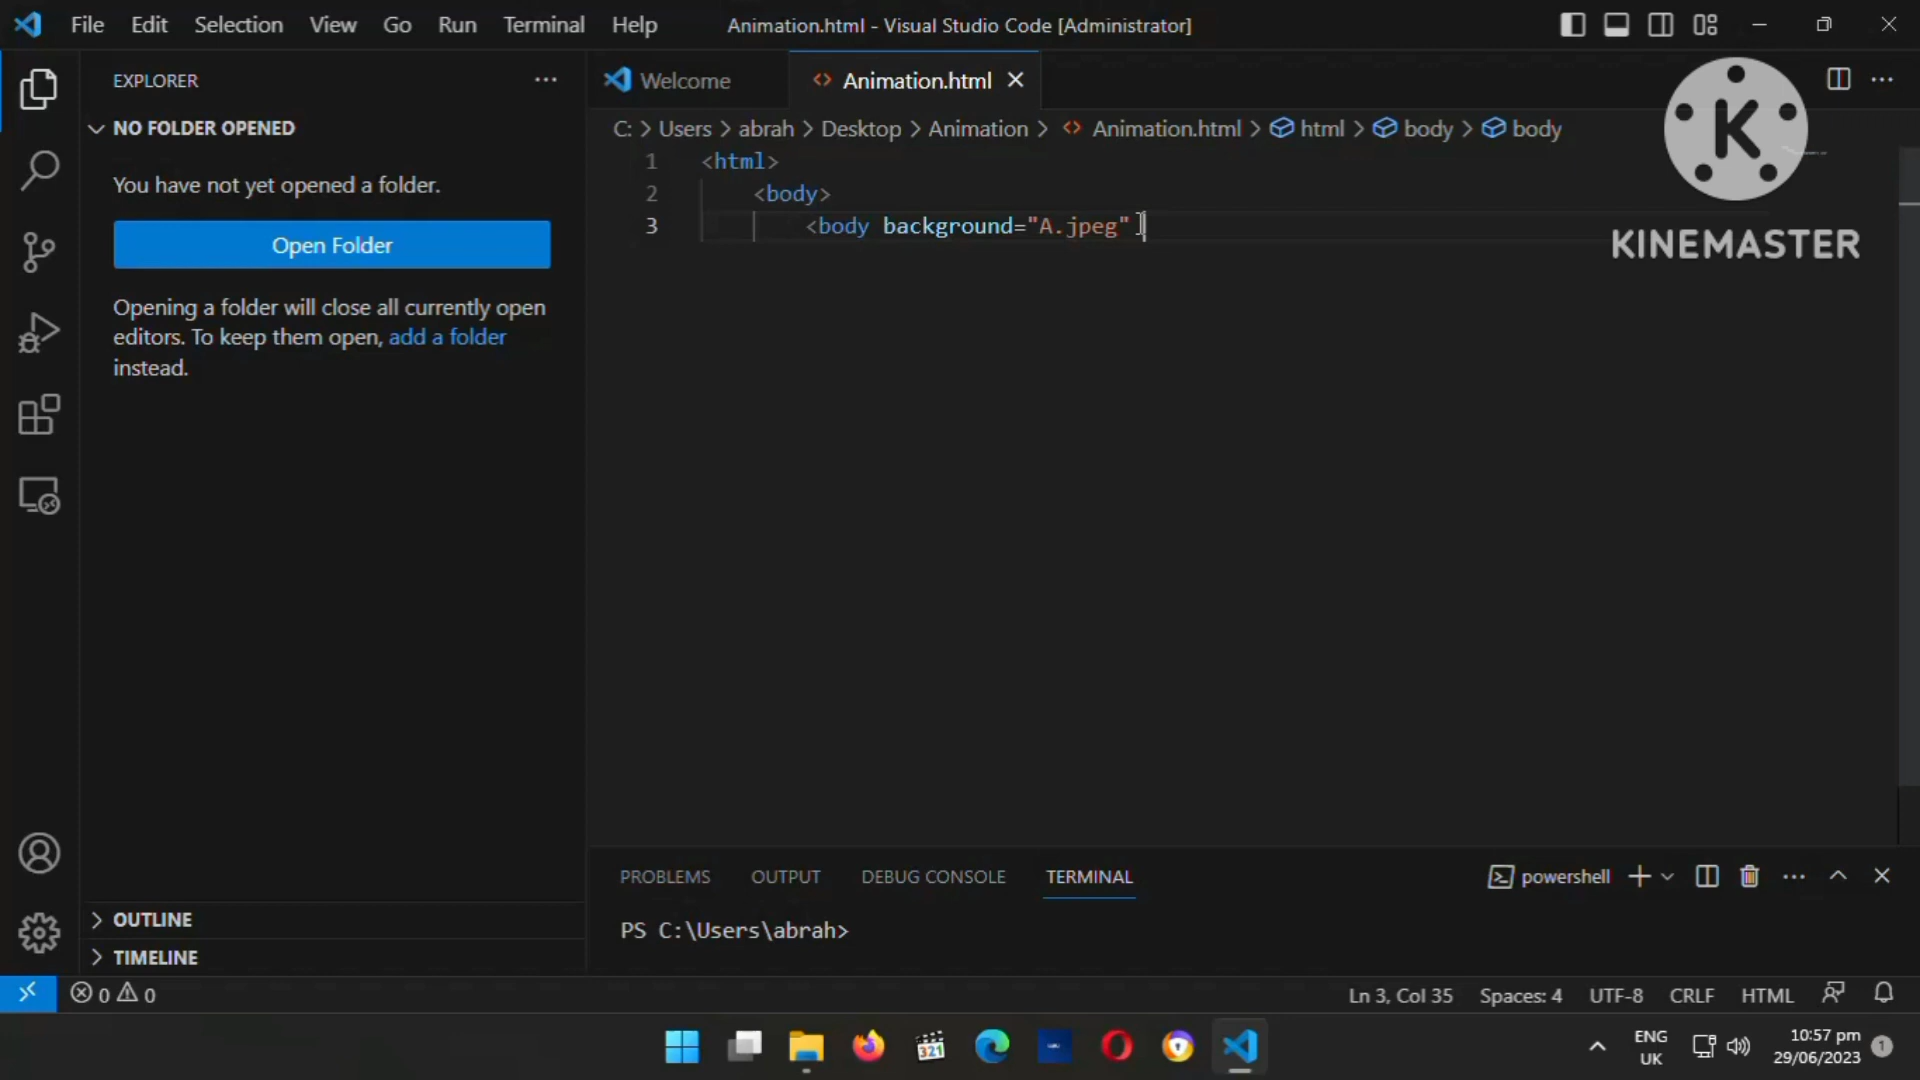 File Edit Selection View Go Run Terminal Help Animation.html - Visual Studio Code [Administrator]
EXPLORER
Welcome Animation.html
NO FOLDER OPENED
C: > Users > abrah > Desktop > Animation > Animation.html > html > body > body
You have not yet opened a folder.
Open Folder
Opening a folder will close all currently open
editors. To keep them open, add a folder
instead.
1 <html>
2 <body>
3 <body background="A.jpeg"
K
KINEMASTER
PROBLEMS OUTPUT DEBUG CONSOLE TERMINAL powershell
PS C:\Users\abrah>
OUTLINE
TIMELINE
0 0 Ln 3, Col 35 Spaces: 4 UTF-8 CRLF HTML
321
ENG
UK
10:57 pm
29/06/2023
1